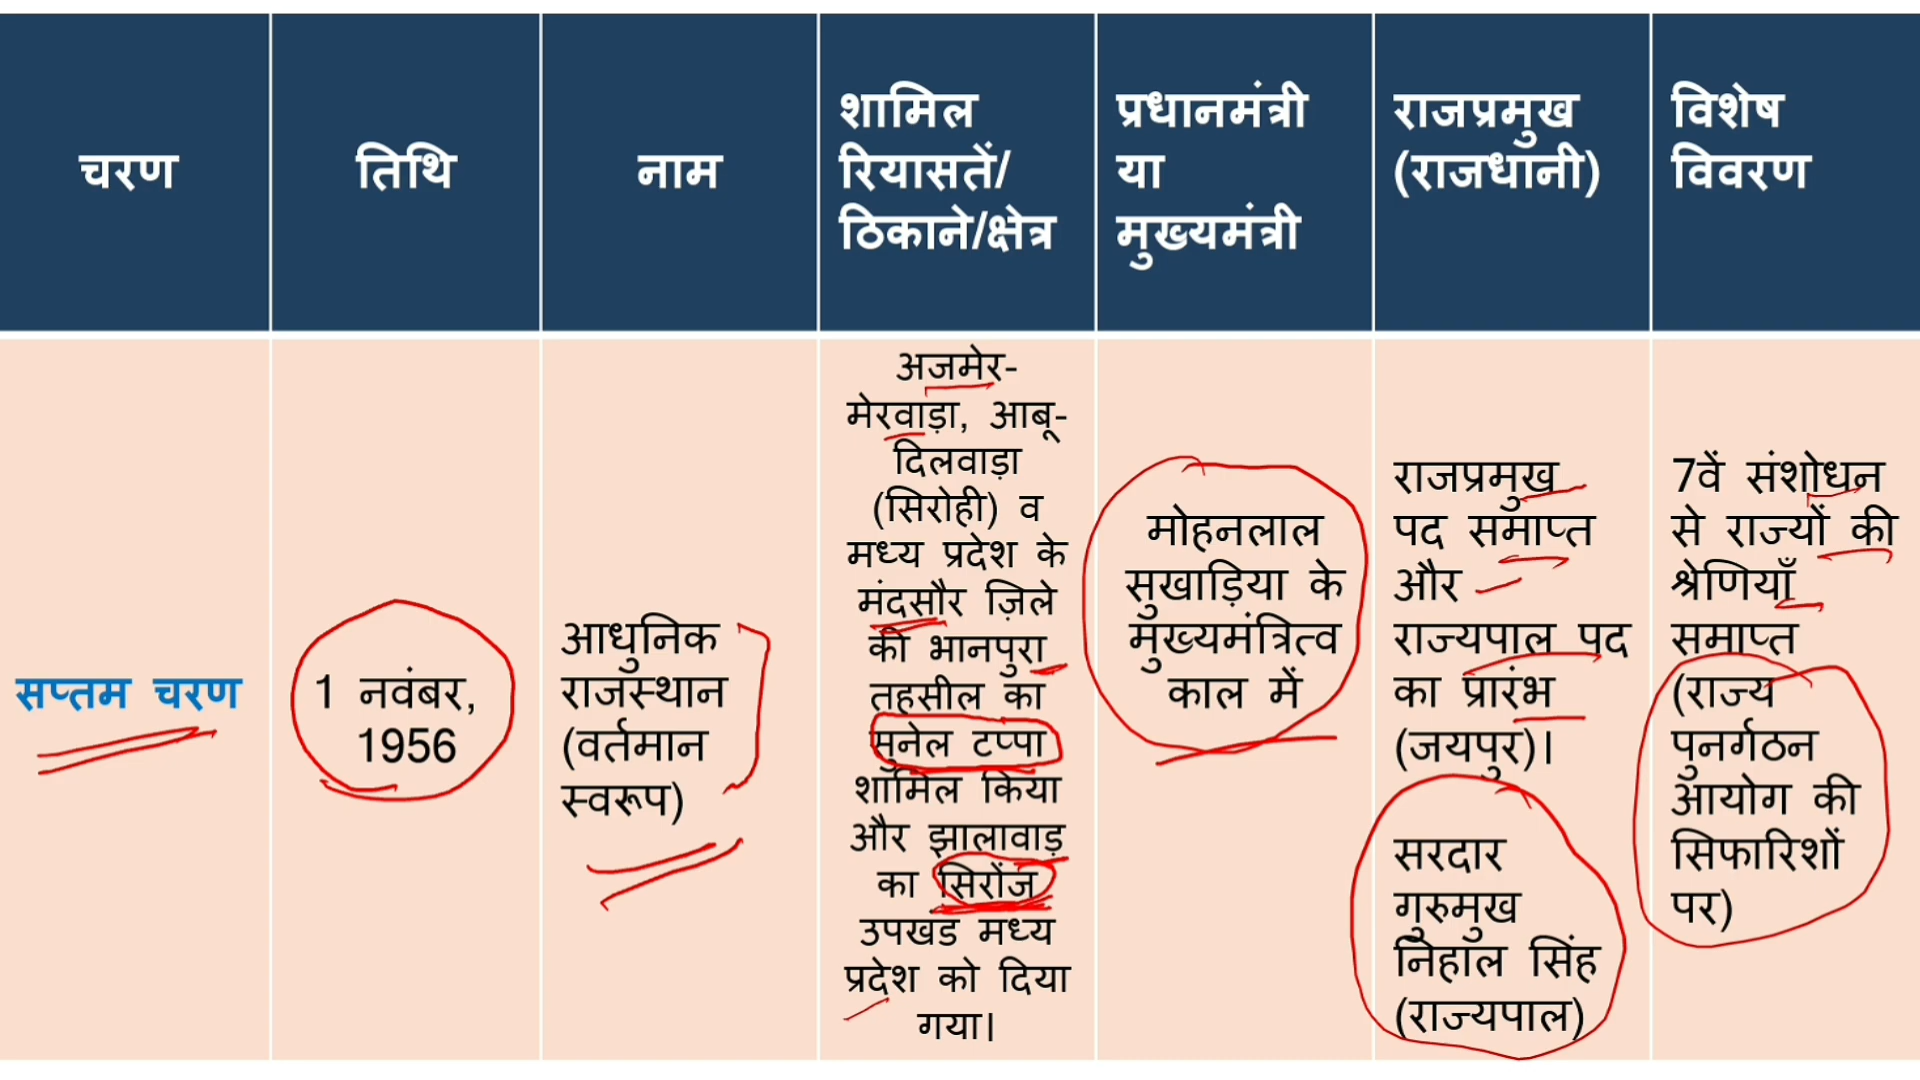 चरण
तिथि
नाम
शामिल
रियासतें/
ठिकाने/क्षेत्र
प्रधानमंत्री
या
मुख्यमंत्री
राजप्रमुख
(राजधानी)
विशेष
विवरण
सप्तम चरण
1 नवंबर,
1956
आधुनिक
राजस्थान
(वर्तमान
स्वरूप)
अजमेर-
मेरवाड़ा, आबू-
दिलवाड़ा
(सिरोही) व
मध्य प्रदेश के
मंदसौर ज़िले
की भानपुरा
तहसील का
सुनेल टप्पा
शामिल किया
और झालावाड़
का सिरोंज
उपखंड मध्य
प्रदेश को दिया
गया।
मोहनलाल
सुखाड़िया के
मुख्यमंत्रित्व
काल में
राजप्रमुख
पद समाप्त
और
राज्यपाल पद
का प्रारंभ
(जयपुर)।
सरदार
गुरुमुख
निहाल सिंह
(राज्यपाल)
7वें संशोधन
से राज्यों की
श्रेणियाँ
समाप्त
(राज्य
पुनर्गठन
आयोग की
सिफारिशों
पर)